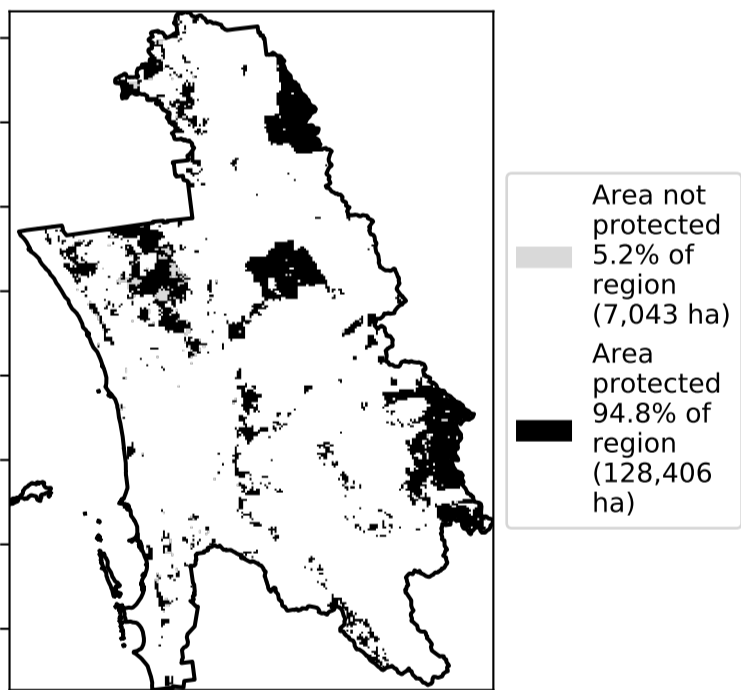 Area not
protected
5.2% of
region
(7,043 ha)
Area
protected
94.8% of
region
(128,406
ha)